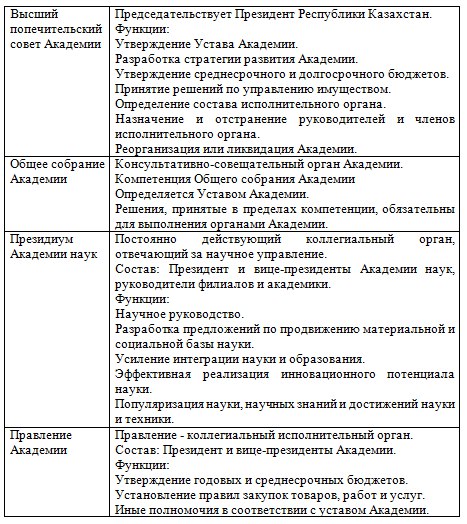 Высший
попечительский
совет Академии
Председательствует Президент Республики Казахстан.
Функции:
Утверждение Устава Академии.
Разработка стратегии развития Академии.
Утверждение среднесрочного и долгосрочного бюджетов.
Принятие решений по управлению имуществом.
Определение состава исполнительного органа.
Назначение и отстранение руководителей и членов
исполнительного органа.
Реорганизация или ликвидация Академии.
Общее собрание
Академии
Консультативно-совещательный орган Академии.
Компетенция Общего собрания Академии
Определяется Уставом Академии.
Решения, принятые в пределах компетенции, обязательны
для выполнения органами Академии.
Президиум
Академии наук
Постоянно действующий коллегиальный орган,
отвечающий за научное управление.
Состав: Президент и вице-президенты Академии наук,
руководители филиалов и академики.
Функции:
Научное руководство.
Разработка предложений по продвижению материальной и
социальной базы науки.
Усиление интеграции науки и образования.
Эффективная реализация инновационного потенциала
науки.
Популяризация науки, научных знаний и достижений науки
и техники.
Правление
Академии
Правление - коллегиальный исполнительный орган.
Состав: Президент и вице-президенты Академии.
Функции:
Утверждение годовых и среднесрочных бюджетов.
Установление правил закупок товаров, работ и услуг.
Иные полномочия в соответствии с уставом Академии.